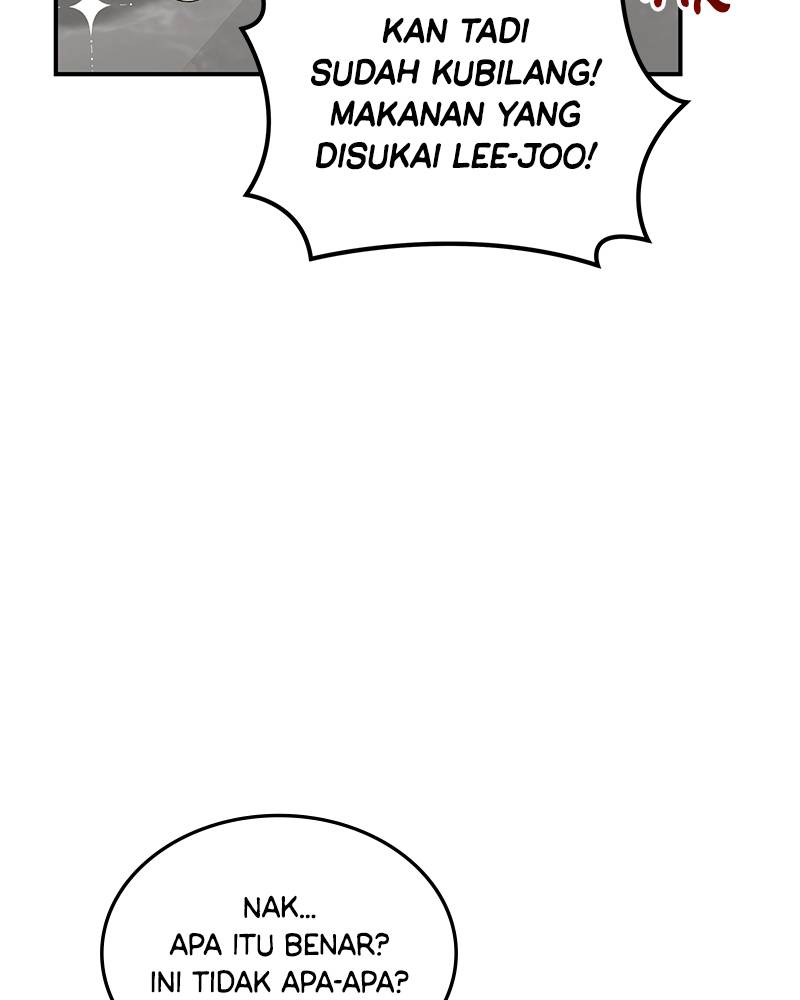 KAN TADI
SUDAH KUBILANG!
MAKANAN YANG
DISUKAI LEE-JOO!
NAK...
APA ITU BENAR?
INI TIDAK APA-APA?